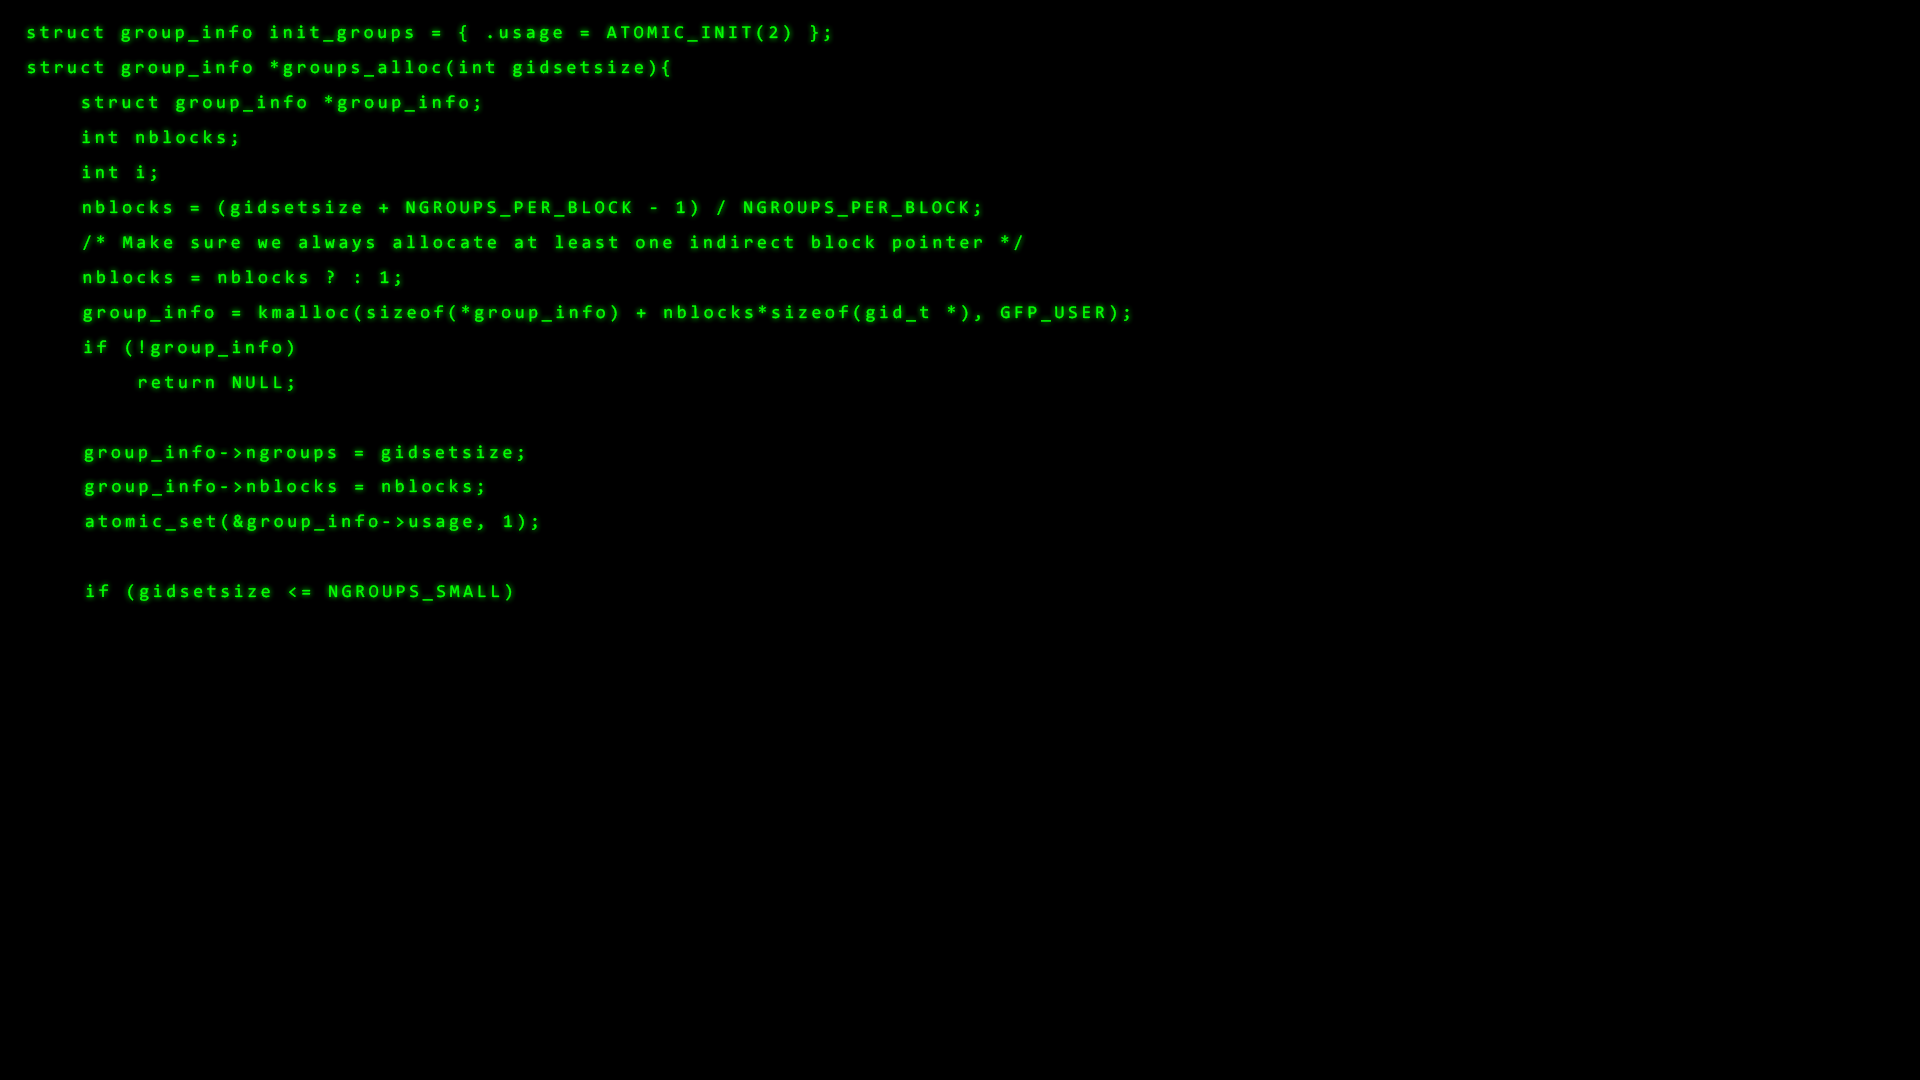 struct group_info init_groups = { .usage = ATOMIC_INIT(2) };
struct group_info *groups_alloc(int gidsetsize){
    struct group_info *group_info;
    int nblocks;
    int i;
    nblocks = (gidsetsize + NGROUPS_PER_BLOCK - 1) / NGROUPS_PER_BLOCK;
    /* Make sure we always allocate at least one indirect block pointer */
    nblocks = nblocks ? : 1;
    group_info = kmalloc(sizeof(*group_info) + nblocks*sizeof(gid_t *), GFP_USER);
    if (!group_info)
        return NULL;

    group_info->ngroups = gidsetsize;
    group_info->nblocks = nblocks;
    atomic_set(&group_info->usage, 1);

    if (gidsetsize <= NGROUPS_SMALL)